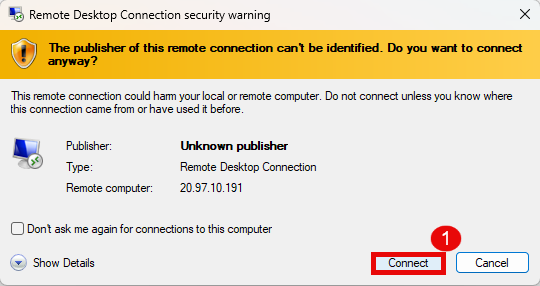 Remote Desktop Connection security warning
The publisher of this remote connection can't be identified. Do you want to connect
anyway?
This remote connection could harm your local or remote computer. Do not connect unless you know where
this connection came from or have used it before.
Publisher: Unknown publisher
Type: Remote Desktop Connection
Remote computer: 20.97.10.191
Don't ask me again for connections to this computer
1
Show Details Connect Cancel